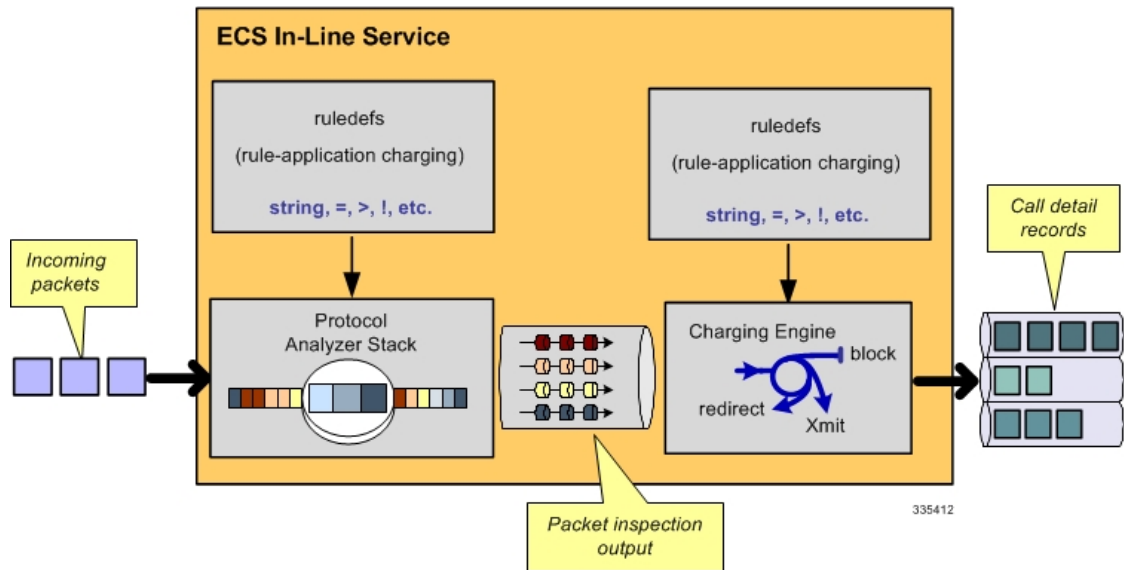 ECS In-Line Service
ruledefs
(rule-application charging)
string, =, >, !, etc.
ruledefs
(rule-application charging)
string, =, >, !, etc.
Incoming
packets
Call detail
records
Protocol
Analyzer Stack
Charging Engine
block
redirect
Xmit
Packet inspection
output
335412